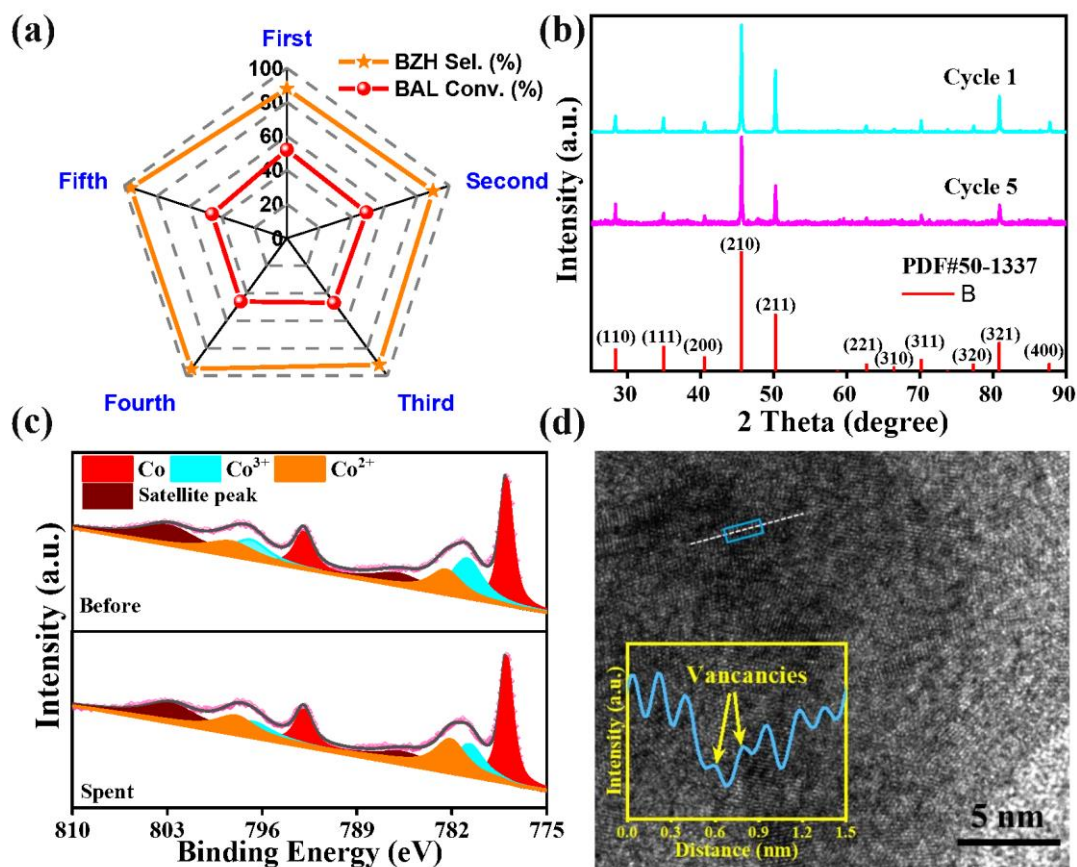 (a)
First
BZH Sel. (%)
BAL Conv. (%)
100
80
60
40
20
0
Second
Third
Fourth
Fifth
(b)
Intensity (a.u.)
Cycle 1
Cycle 5
PDF#50-1337
B
(110)
(111)
(200)
(210)
(211)
(221)
(310)
(311)
(320)
(321)
(400)
30 40 50 60 70 80 90
2 Theta (degree)
(c)
Intensity (a.u.)
Co Co³⁺ Co²⁺
Satellite peak
Before
Spent
810 803 796 789 782 775
Binding Energy (eV)
(d)
Vancancies
Intensity (a.u.)
0.0 0.3 0.6 0.9 1.2 1.5
Distance (nm)
5 nm